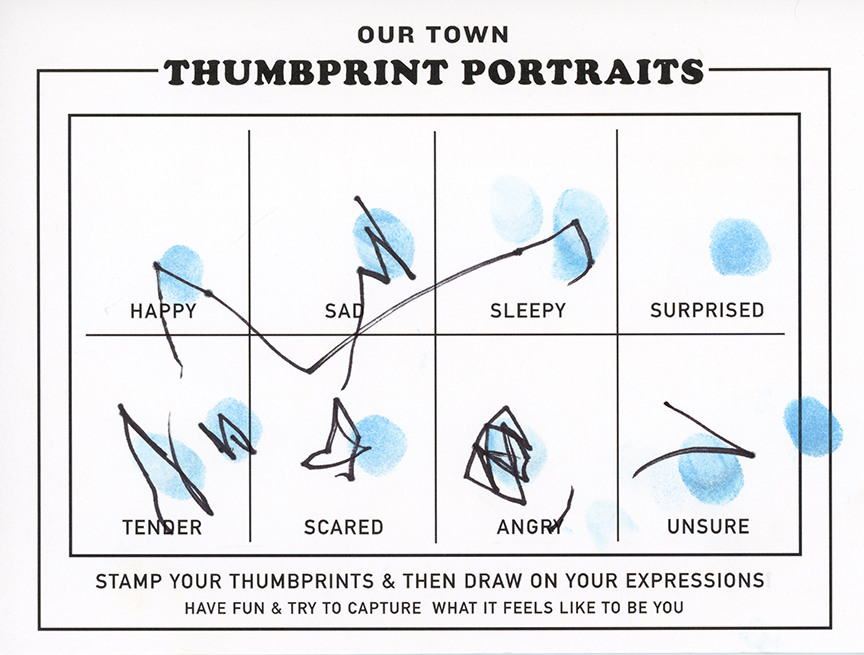 OUR TOWN
THUMBPRINT PORTRAITS
HAPPY SAD SLEEPY SURPRISED
TENDER SCARED ANGRY UNSURE
STAMP YOUR THUMBPRINTS & THEN DRAW ON YOUR EXPRESSIONS
HAVE FUN & TRY TO CAPTURE WHAT IT FEELS LIKE TO BE YOU